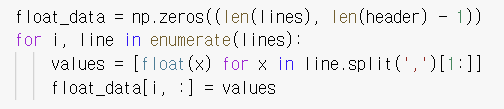 float_data = np.zeros((len(lines), len(header) - 1))
for i, line in enumerate(lines):
    values = [float(x) for x in line.split(',')[1:]]
    float_data[i, :] = values